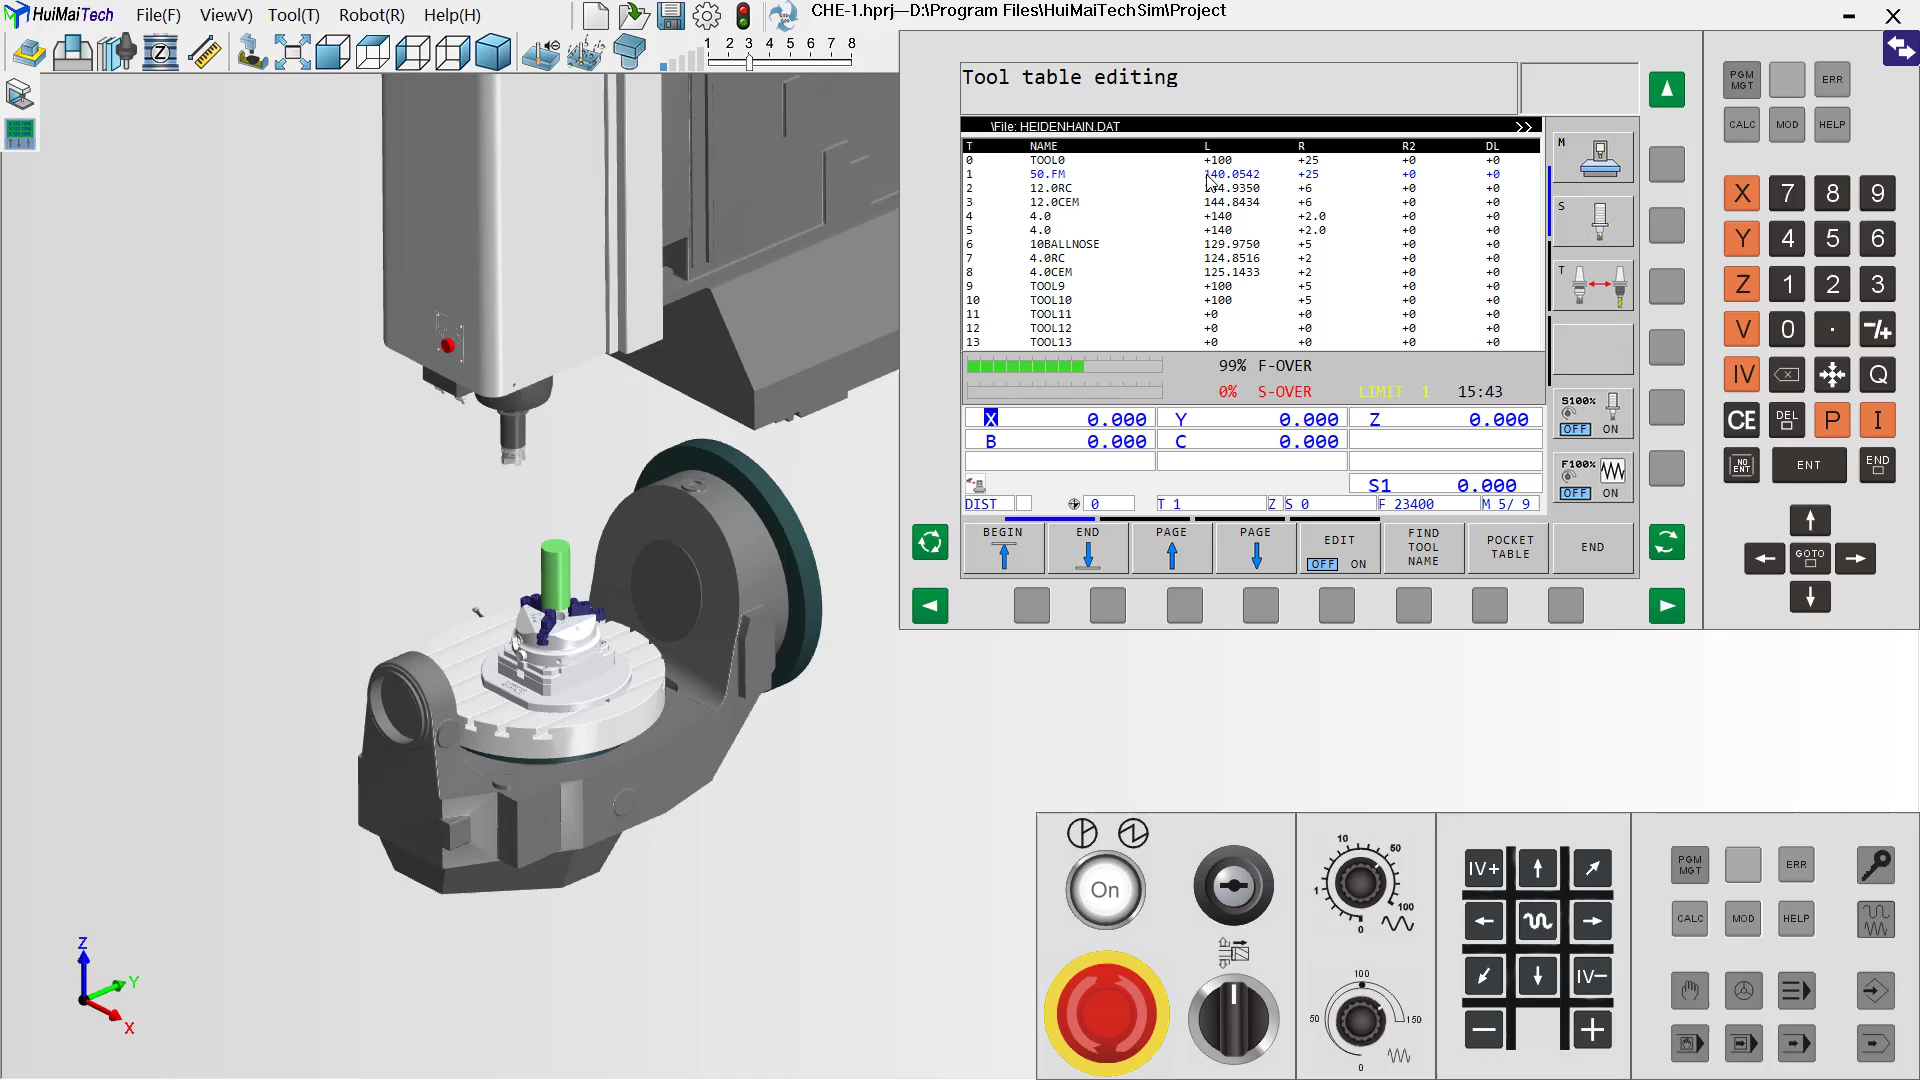 HuiMaiTech File(F) ViewV) Tool(T) Robot(R) Help(H) CHE-1.hprj—D:\Program Files\HuiMaiTechSim\Project
1 2 3 4 5 6 7 8
Tool table editing
\File: HEIDENHAIN.DAT >>
T NAME L R R2 DL
0 TOOL0 +100 +25 +0 +0
1 50.FM 140.0542 +25 +0 +0
2 12.0RC 4.9350 +6 +0 +0
3 12.0CEM 144.8434 +6 +0 +0
4 4.0 +140 +2.0 +0 +0
5 4.0 +140 +2.0 +0 +0
6 10BALLNOSE 129.9750 +5 +0 +0
7 4.0RC 124.8516 +2 +0 +0
8 4.0CEM 125.1433 +2 +0 +0
9 TOOL9 +100 +5 +0 +0
10 TOOL10 +100 +5 +0 +0
11 TOOL11 +0 +0 +0 +0
12 TOOL12 +0 +0 +0 +0
13 TOOL13 +0 +0 +0 +0
99% F-OVER
0% S-OVER LIMIT 1 15:43
X 0.000 Y 0.000 Z 0.000
B 0.000 C 0.000
S1 0.000
DIST 0 T 1 Z S 0 F 23400 M 5/ 9
BEGIN END PAGE PAGE EDIT OFF ON FIND TOOL NAME POCKET TABLE END
M
S
T
S100% OFF ON
F100% OFF ON
PGM MGT ERR
CALC MOD HELP
X 7 8 9
Y 4 5 6
Z 1 2 3
V 0 . -/+
IV Q
CE DEL P I
NO ENT ENT END
GOTO
On
10 50 1 100 0
100 50 150 0
IV+
IV−
− +
PGM MGT ERR
CALC MOD HELP
Z
Y
X